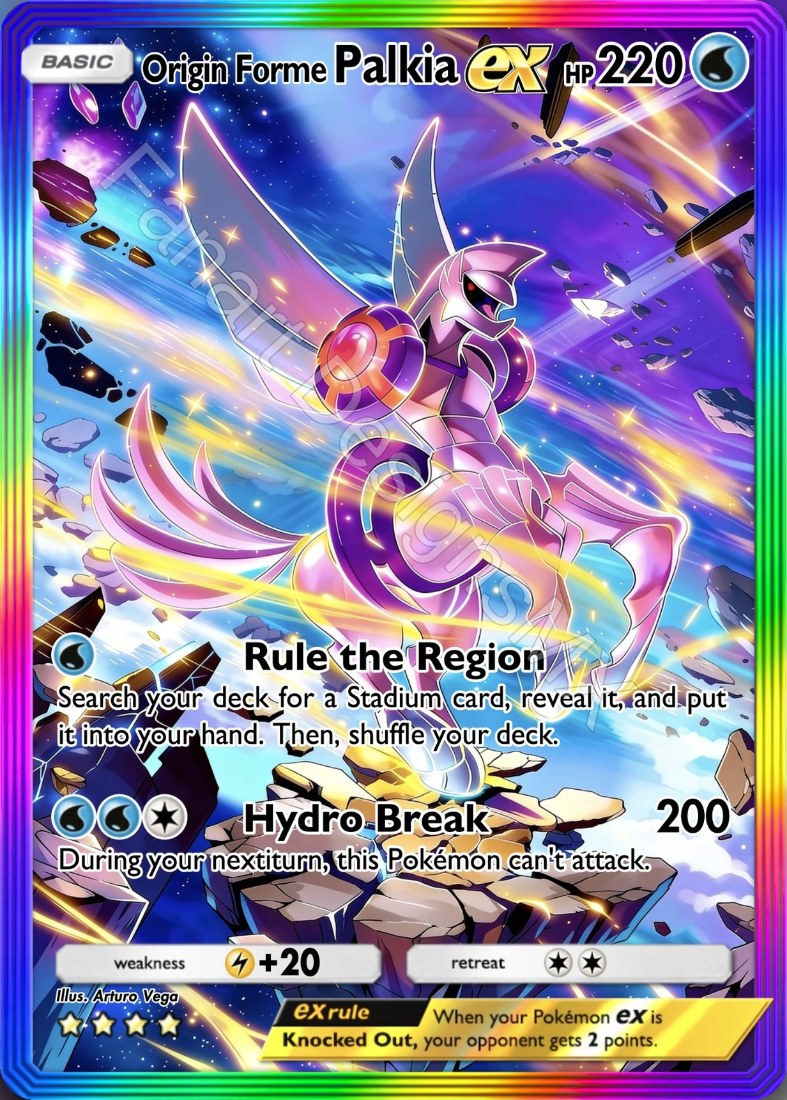 BASIC Origin Forme Palkia ex HP 220
FanartDesignsMX
Rule the Region
Search your deck for a Stadium card, reveal it, and put
it into your hand. Then, shuffle your deck.
Hydro Break 200
During your nextiturn, this Pokémon can't attack.
weakness +20 retreat
Illus. Arturo Vega
ex rule When your Pokémon ex is
Knocked Out, your opponent gets 2 points.